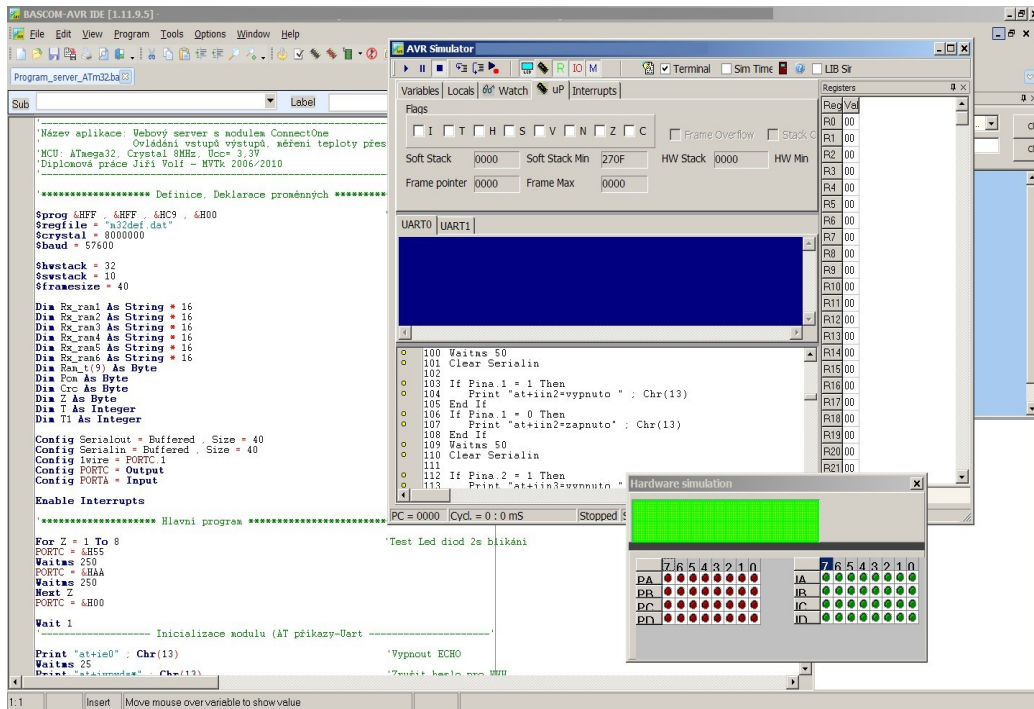 BASCOM-AVR IDE [1.11.9.5] -
File Edit View Program Tools Options Window Help
Program_server_ATm32.ba
Sub
Label
'Název aplikace: Webový server s modulem ConnectOne
' Ovládání vstupů výstupů, měření teploty přes
'MCU: ATmega32, Crystal 8MHz, Ucc= 3,3V
'Diplomová práce Jiří Volf - MVTk 2006/2010
'******************* Definice, Deklarace proměnných *********
$prog &HFF , &HFF , &HC9 , &H00
$regfile = "m32def.dat"
$crystal = 8000000
$baud = 57600
$hwstack = 32
$swstack = 10
$framesize = 40
Dim Rx_ram1 As String * 16
Dim Rx_ram2 As String * 16
Dim Rx_ram3 As String * 16
Dim Rx_ram4 As String * 16
Dim Rx_ram5 As String * 16
Dim Rx_ram6 As String * 16
Dim Ram_t(9) As Byte
Dim Pom As Byte
Dim Crc As Byte
Dim Z As Byte
Dim T As Integer
Dim T1 As Integer
Config Serialout = Buffered , Size = 40
Config Serialin = Buffered , Size = 40
Config 1wire = PORTC.1
Config PORTC = Output
Config PORTA = Input
Enable Interrupts
'******************** Hlavní program ************************
For Z = 1 To 8 'Test Led diod 2s blikání
PORTC = &H55
Waitms 250
PORTC = &HAA
Waitms 250
Next Z
PORTC = &H00
Wait 1
'------------------- Inicializace modulu (AT příkazy-Uart ---------------------'
Print "at+ie0" ; Chr(13) 'Vypnout ECHO
Waitms 25
'Zrušit heslo pro WWW
1:1 Insert Move mouse over variable to show value
AVR Simulator
Terminal Sim Time LIB Sir
Variables Locals Watch uP Interrupts
Flags
I T H S V N Z C Frame Overflow Stack
Soft Stack 0000 Soft Stack Min 270F HW Stack 0000 HW Min
Frame pointer 0000 Frame Max 0000
UART0 UART1
100 Waitms 50
101 Clear Serialin
102
103 If Pina.1 = 1 Then
104 Print "at+iin2=vypnuto " ; Chr(13)
105 End If
106 If Pina.1 = 0 Then
107 Print "at+iin2=zapnuto" ; Chr(13)
108 End If
109 Waitms 50
110 Clear Serialin
111
112 If Pina.2 = 1 Then
113 Print "at+iin3=vypnuto "
PC = 0000 Cycl. = 0 : 0 mS Stopped
Registers
Reg Val
R0 00
R1 00
R2 00
R3 00
R4 00
R5 00
R6 00
R7 00
R8 00
R9 00
R10 00
R11 00
R12 00
R13 00
R14 00
R15 00
R16 00
R17 00
R18 00
R19 00
R20 00
R21 00
Hardware simulation
7 6 5 4 3 2 1 0
PA
PB
PC
PD
7 6 5 4 3 2 1 0
IA
IB
IC
ID